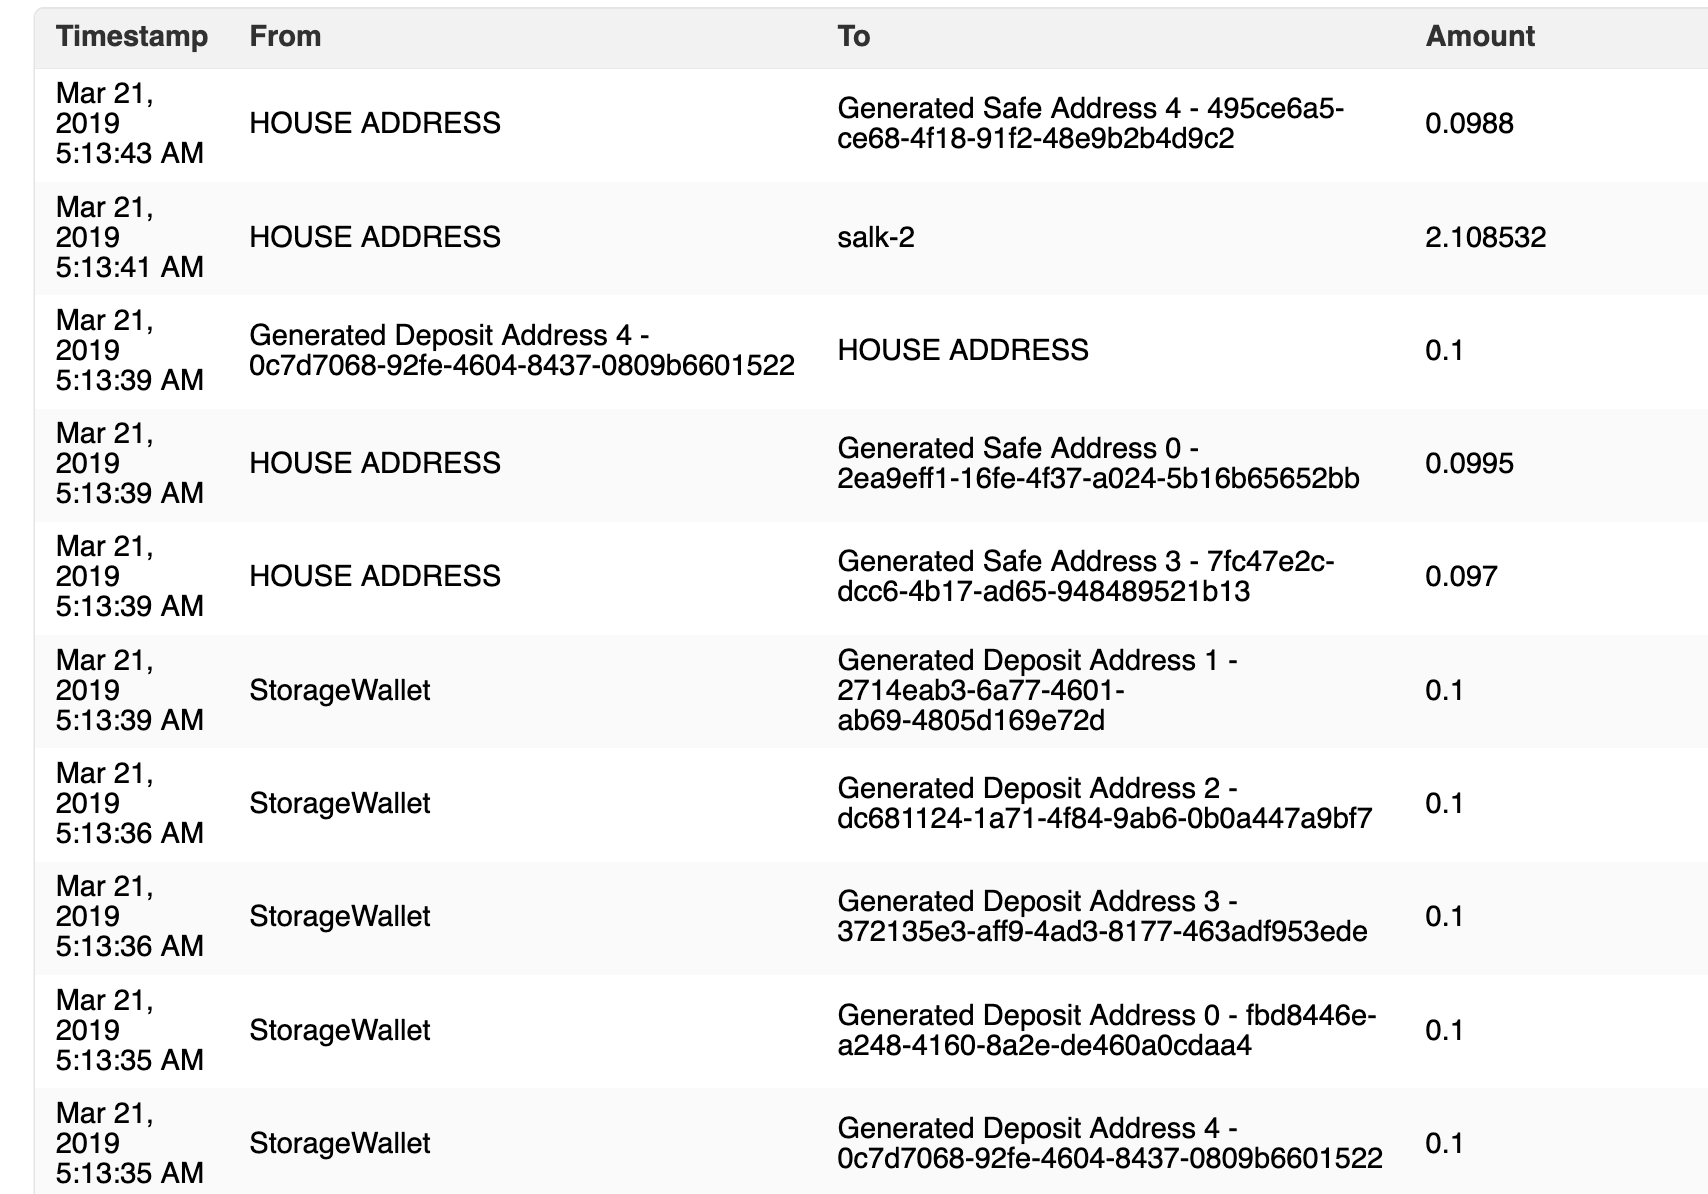 Timestamp From To Amount
Mar 21,
2019
5:13:43 AM
HOUSE ADDRESS
Generated Safe Address 4 - 495ce6a5-
ce68-4f18-91f2-48e9b2b4d9c2
0.0988
Mar 21,
2019
5:13:41 AM
HOUSE ADDRESS
salk-2
2.108532
Mar 21,
2019
5:13:39 AM
Generated Deposit Address 4 -
0c7d7068-92fe-4604-8437-0809b6601522
HOUSE ADDRESS
0.1
Mar 21,
2019
5:13:39 AM
HOUSE ADDRESS
Generated Safe Address 0 -
2ea9eff1-16fe-4f37-a024-5b16b65652bb
0.0995
Mar 21,
2019
5:13:39 AM
HOUSE ADDRESS
Generated Safe Address 3 - 7fc47e2c-
dcc6-4b17-ad65-948489521b13
0.097
Mar 21,
2019
5:13:39 AM
StorageWallet
Generated Deposit Address 1 -
2714eab3-6a77-4601-
ab69-4805d169e72d
0.1
Mar 21,
2019
5:13:36 AM
StorageWallet
Generated Deposit Address 2 -
dc681124-1a71-4f84-9ab6-0b0a447a9bf7
0.1
Mar 21,
2019
5:13:36 AM
StorageWallet
Generated Deposit Address 3 -
372135e3-aff9-4ad3-8177-463adf953ede
0.1
Mar 21,
2019
5:13:35 AM
StorageWallet
Generated Deposit Address 0 - fbd8446e-
a248-4160-8a2e-de460a0cdaa4
0.1
Mar 21,
2019
5:13:35 AM
StorageWallet
Generated Deposit Address 4 -
0c7d7068-92fe-4604-8437-0809b6601522
0.1